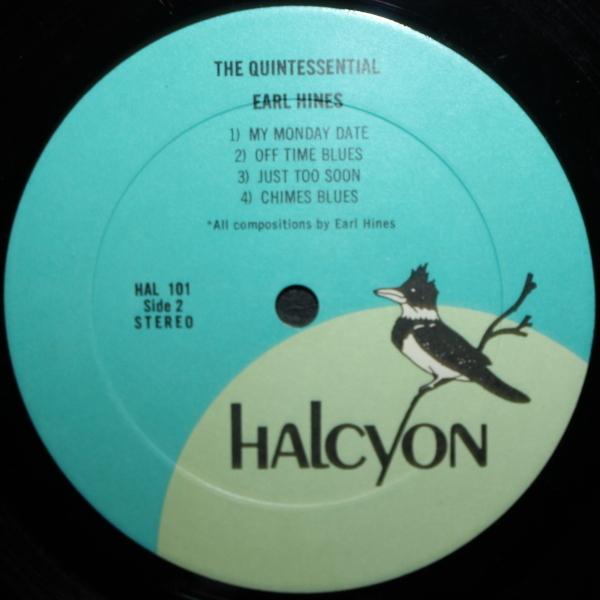 THE QUINTESSENTIAL
EARL HINES
1) MY MONDAY DATE
2) OFF TIME BLUES
3) JUST TOO SOON
4) CHIMES BLUES
*All compositions by Earl Hines
HAL 101
Side 2
STEREO
HALCYON